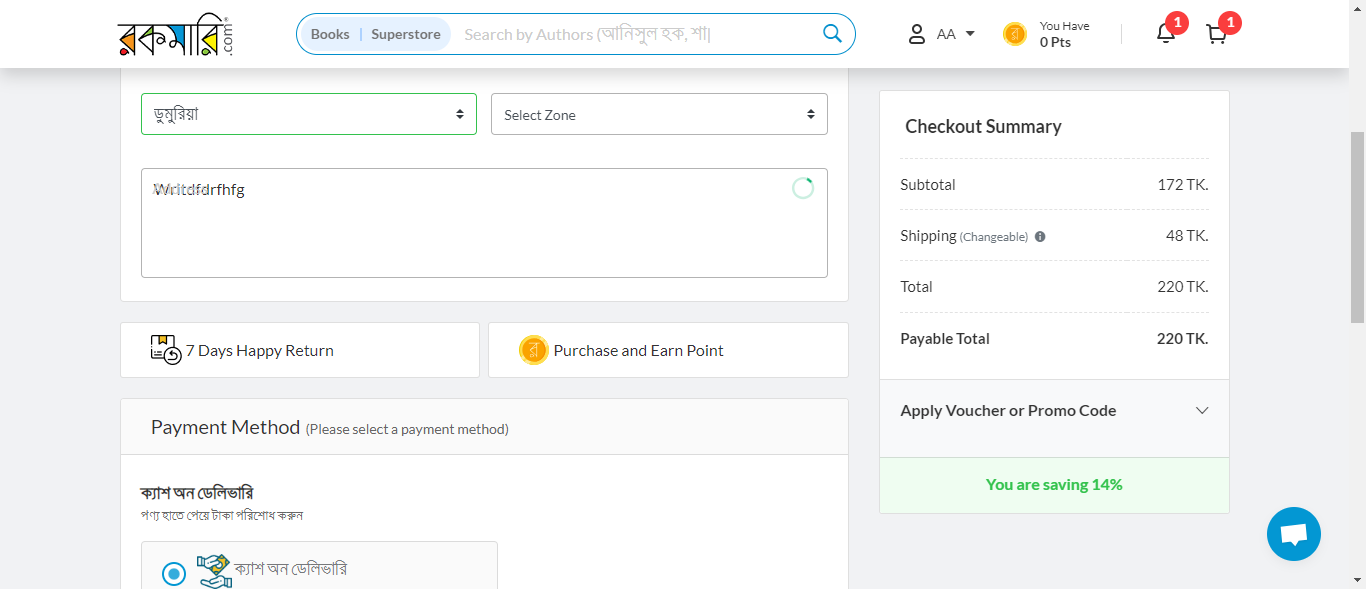 রকমারি.com
Books | Superstore
Search by Authors (আনিসুল হক, শা|
AA
You Have
0 Pts
1
1
ডুমুরিয়া
Select Zone
7 Days Happy Return
Purchase and Earn Point
Payment Method (Please select a payment method)
ক্যাশ অন ডেলিভারি
পণ্য হাতে পেয়ে টাকা পরিশোধ করুন
ক্যাশ অন ডেলিভারি
Checkout Summary
Subtotal 172 TK.
Shipping (Changeable) 48 TK.
Total 220 TK.
Payable Total 220 TK.
Apply Voucher or Promo Code
You are saving 14%